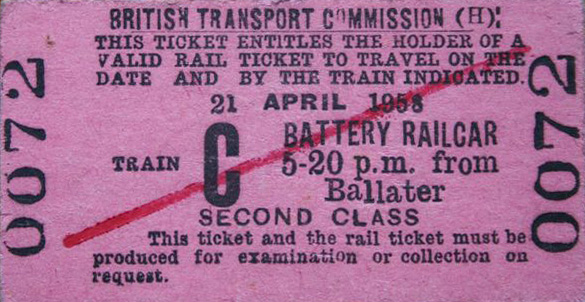 BRITISH TRANSPORT COMMISSION (H):
THIS TICKET ENTITLES THE HOLDER OF A
VALID RAIL TICKET TO TRAVEL ON THE
DATE AND BY THE TRAIN INDICATED.
21 APRIL 1958
TRAIN C
BATTERY RAILCAR
5-20 p.m. from
Ballater
SECOND CLASS
This ticket and the rail ticket must be
produced for examination or collection on
request.
0072
0072